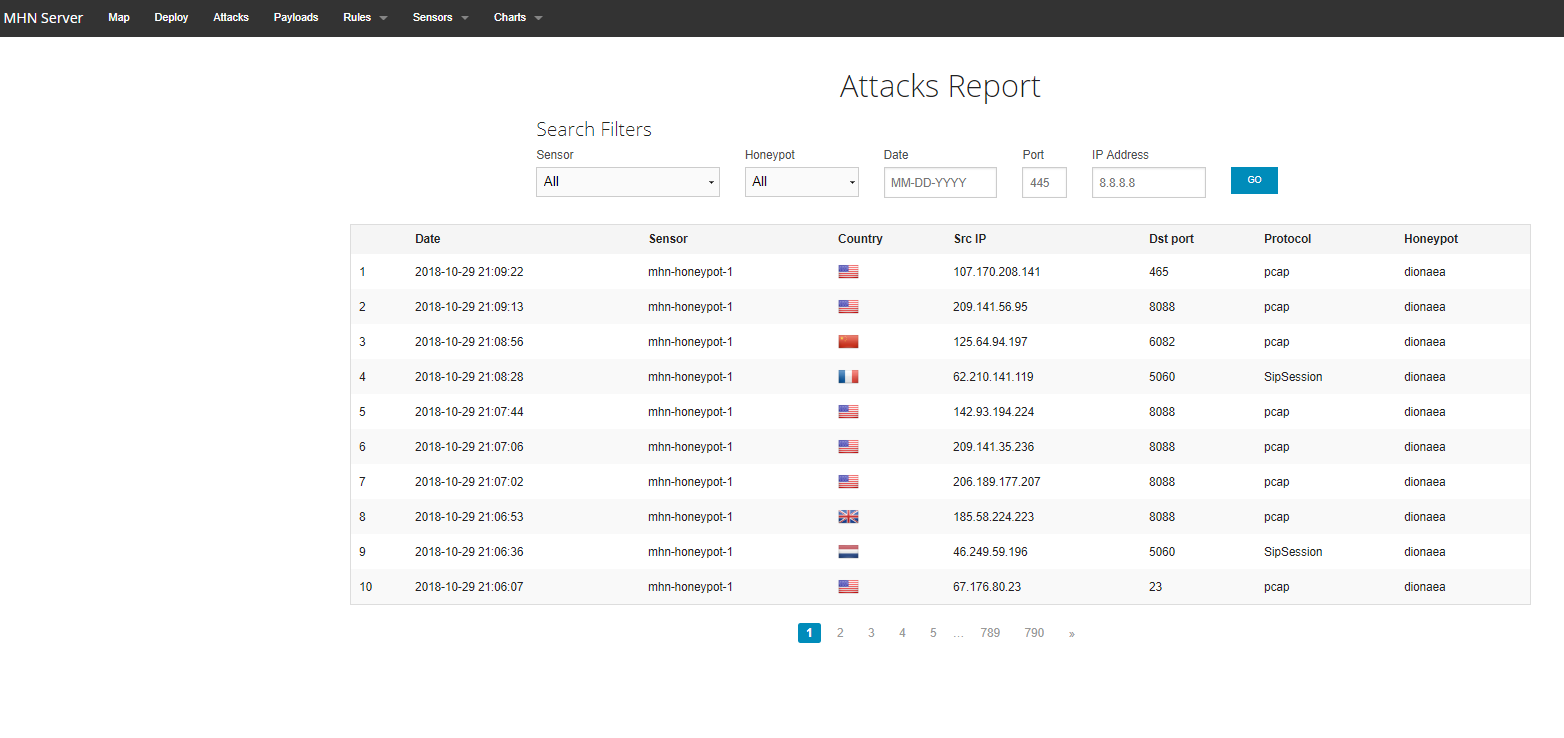 MHN Server Map Deploy Attacks Payloads Rules Sensors Charts
Attacks Report
Search Filters
Sensor Honeypot Date Port IP Address
All All MM-DD-YYYY 445 8.8.8.8 GO
Date Sensor Country Src IP Dst port Protocol Honeypot
1 2018-10-29 21:09:22 mhn-honeypot-1 107.170.208.141 465 pcap dionaea
2 2018-10-29 21:09:13 mhn-honeypot-1 209.141.56.95 8088 pcap dionaea
3 2018-10-29 21:08:56 mhn-honeypot-1 125.64.94.197 6082 pcap dionaea
4 2018-10-29 21:08:28 mhn-honeypot-1 62.210.141.119 5060 SipSession dionaea
5 2018-10-29 21:07:44 mhn-honeypot-1 142.93.194.224 8088 pcap dionaea
6 2018-10-29 21:07:06 mhn-honeypot-1 209.141.35.236 8088 pcap dionaea
7 2018-10-29 21:07:02 mhn-honeypot-1 206.189.177.207 8088 pcap dionaea
8 2018-10-29 21:06:53 mhn-honeypot-1 185.58.224.223 8088 pcap dionaea
9 2018-10-29 21:06:36 mhn-honeypot-1 46.249.59.196 5060 SipSession dionaea
10 2018-10-29 21:06:07 mhn-honeypot-1 67.176.80.23 23 pcap dionaea
1 2 3 4 5 ... 789 790 »